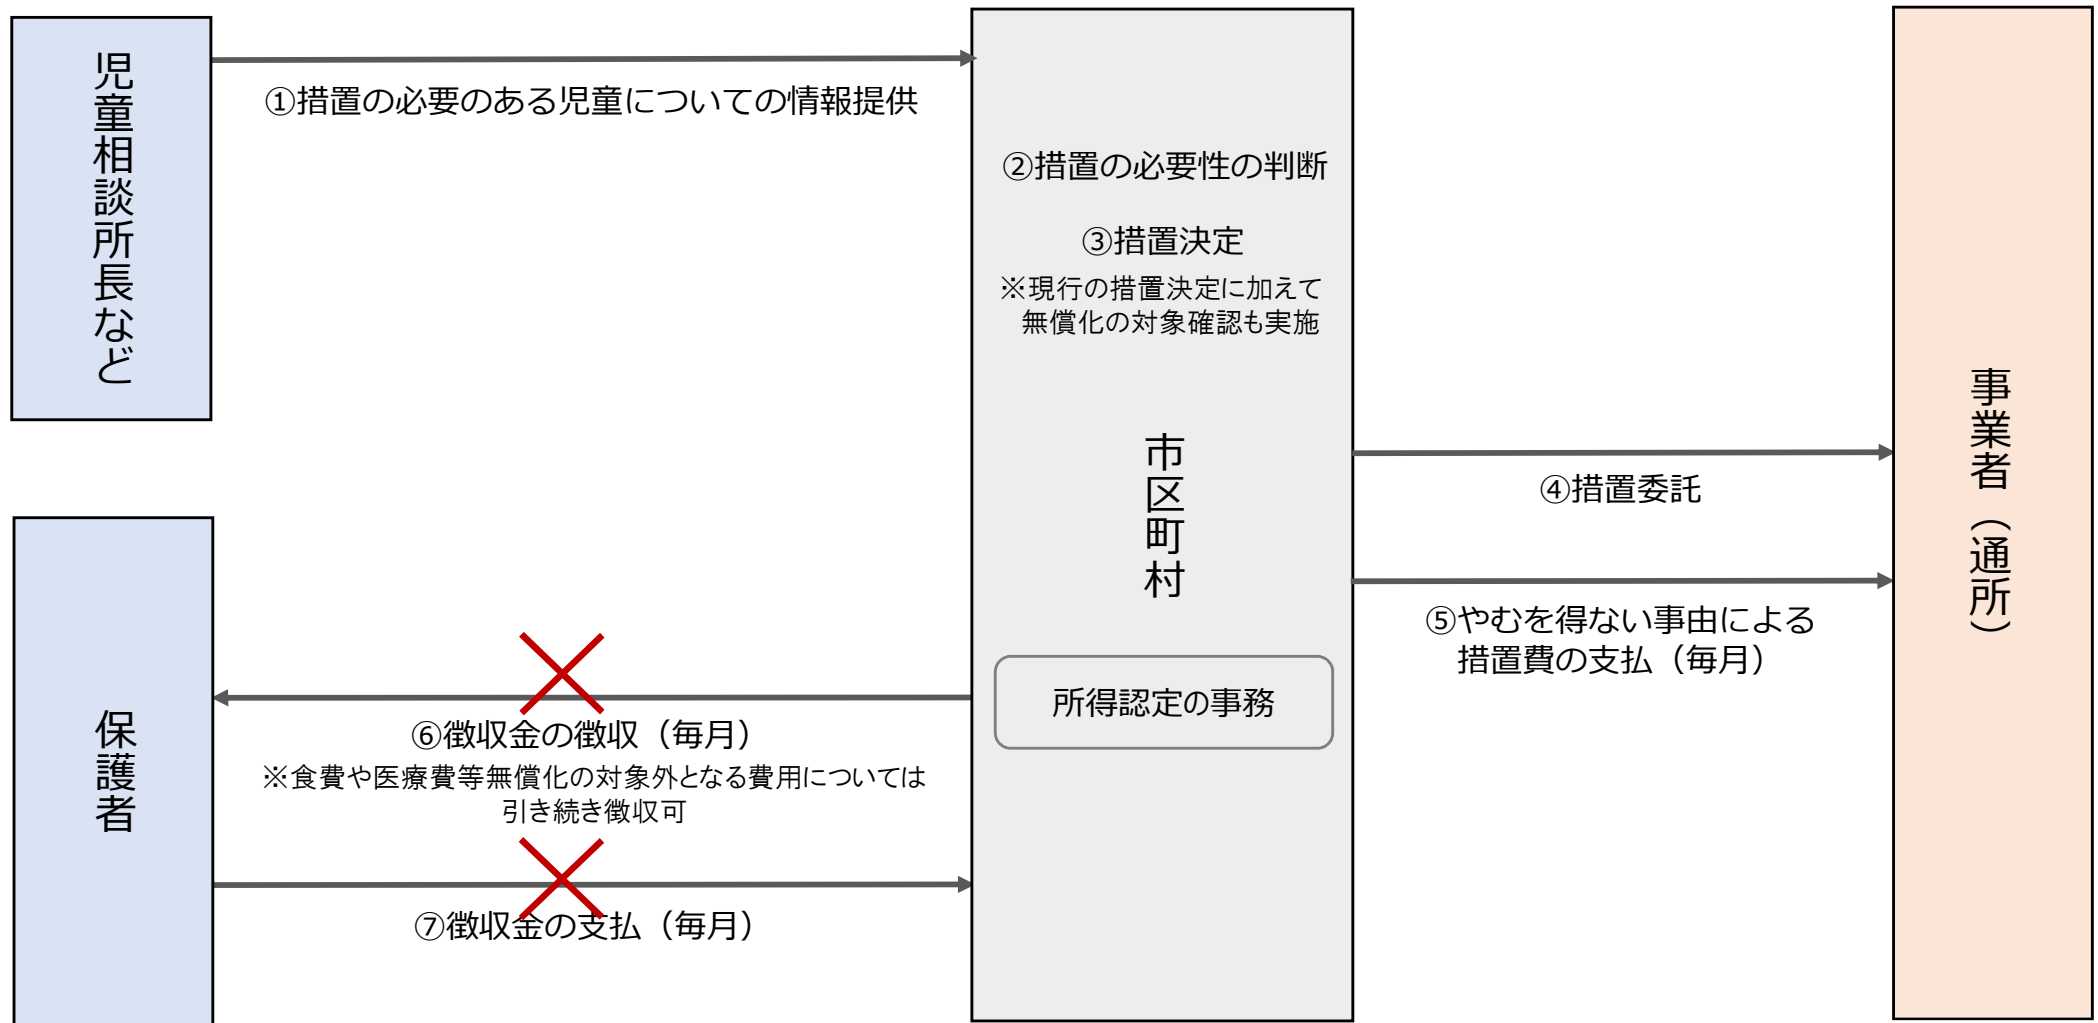 児童相談所長など
①措置の必要のある児童についての情報提供
②措置の必要性の判断
③措置決定
※現行の措置決定に加えて
無償化の対象確認も実施
市区町村
④措置委託
⑤やむを得ない事由による
措置費の支払（毎月）
事業者（通所）
所得認定の事務
保護者
⑥徴収金の徴収（毎月）
※食費や医療費等無償化の対象外となる費用については
引き続き徴収可
⑦徴収金の支払（毎月）